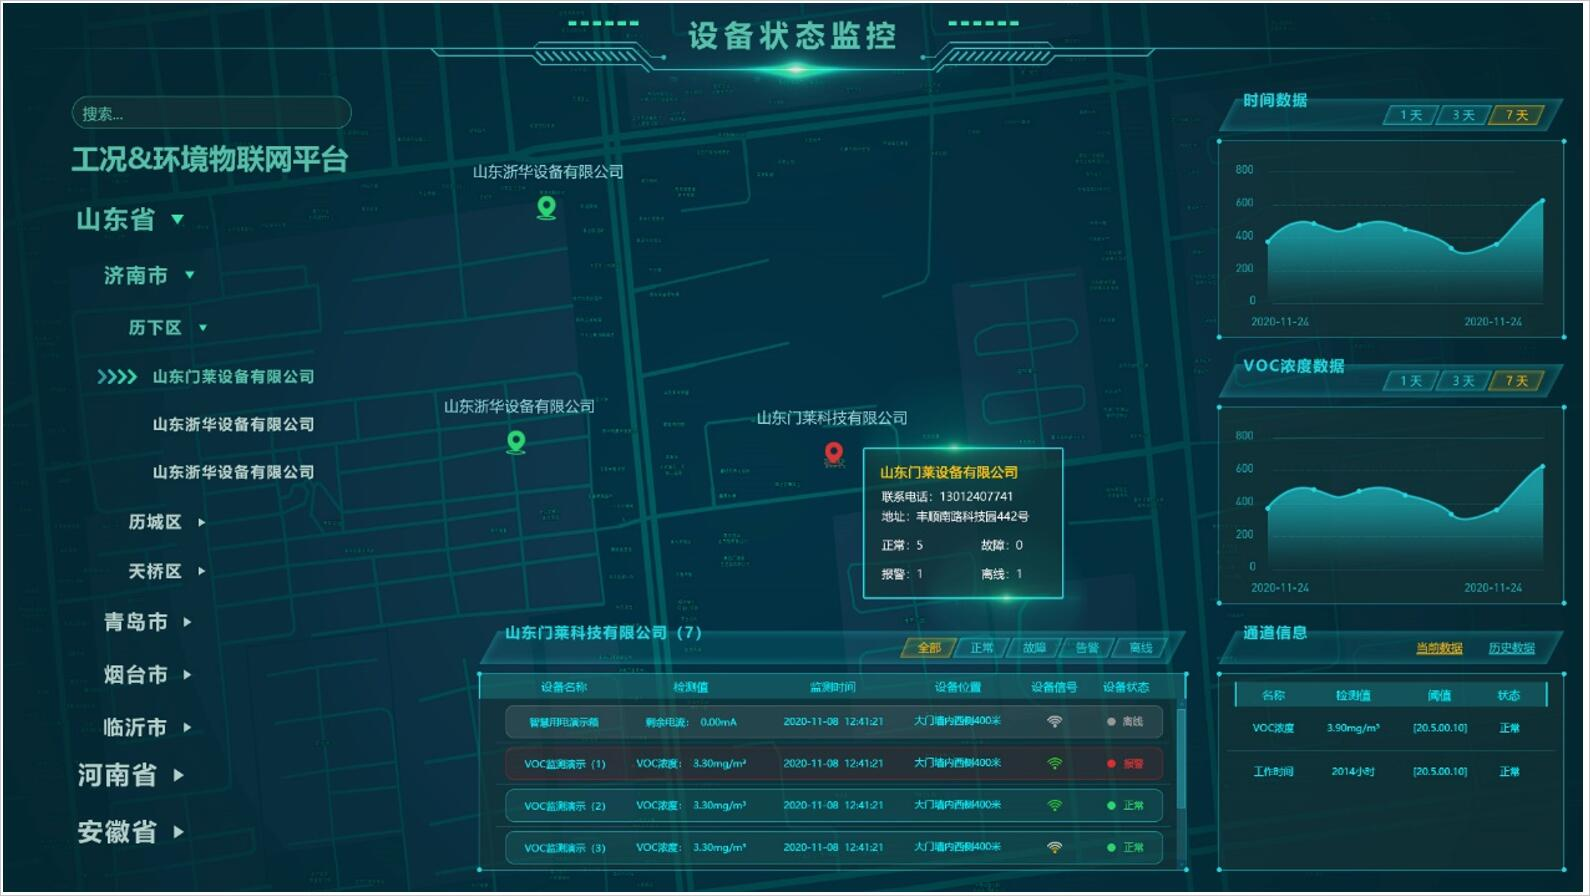 设备状态监控
搜索...
工况&环境物联网平台
山东省
济南市
历下区
山东门莱设备有限公司
山东浙华设备有限公司
山东浙华设备有限公司
历城区
天桥区
青岛市
烟台市
临沂市
河南省
安徽省
山东浙华设备有限公司
山东浙华设备有限公司
山东门莱科技有限公司
山东门莱设备有限公司
联系电话：13012407741
地址：丰顺南路科技园442号
正常：5 故障：0
报警：1 离线：1
山东门莱科技有限公司（7）
全部 正常 故障 告警 离线
设备名称 检测值 监测时间 设备位置 设备信号 设备状态
智慧用电演示箱 剩余电流： 0.00mA 2020-11-08 12:41:21 大门墙内西侧400米 离线
VOC监测演示（1） VOC浓度： 3.30mg/m³ 2020-11-08 12:41:21 大门墙内西侧400米 报警
VOC监测演示（2） VOC浓度： 3.30mg/m³ 2020-11-08 12:41:21 大门墙内西侧400米 正常
VOC监测演示（3） VOC浓度： 3.30mg/m³ 2020-11-08 12:41:21 大门墙内西侧400米 正常
时间数据
1天 3天 7天
800
600
400
200
0
2020-11-24 2020-11-24
VOC浓度数据
1天 3天 7天
800
600
400
200
0
2020-11-24 2020-11-24
通道信息
当前数据 历史数据
名称 检测值 阈值 状态
VOC浓度 3.90mg/m³ [20.5.00.10] 正常
工作时间 2014小时 [20.5.00.10] 正常